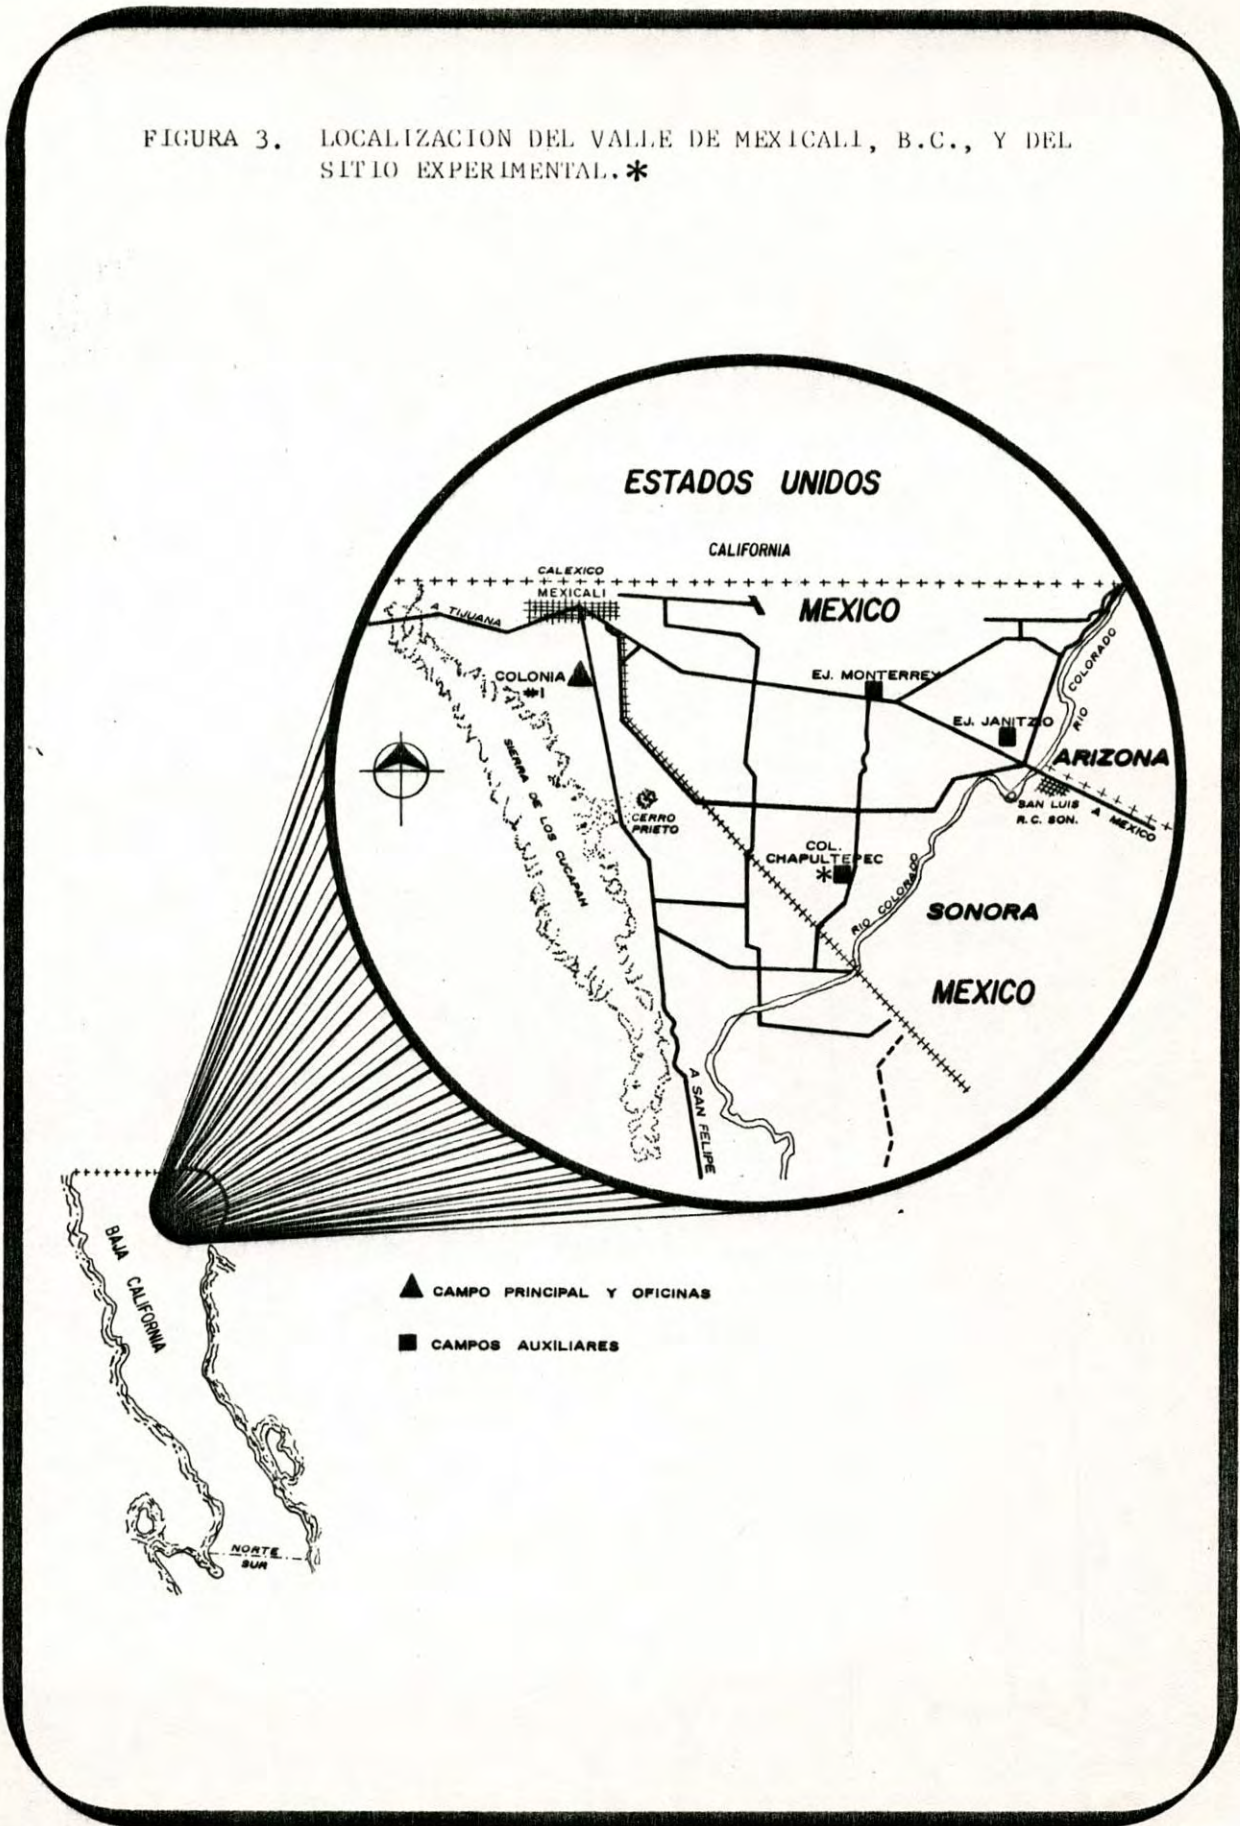 FIGURA 3. LOCALIZACION DEL VALLE DE MEXICALI, B.C., Y DEL
SITIO EXPERIMENTAL.*
ESTADOS UNIDOS
CALIFORNIA
CALEXICO
MEXICALI
MEXICO
A TIJUANA
COLONIA
#1
EJ. MONTERREY
RIO COLORADO
EJ. JANITZIO
ARIZONA
SIERRA DE LOS CUCAPAH
CERRO
PRIETO
SAN LUIS
R.C. SON.
A MEXICO
COL.
CHAPULTEPEC
*
RIO COLORADO
SONORA
MEXICO
A SAN FELIPE
BAJA CALIFORNIA
CAMPO PRINCIPAL Y OFICINAS
CAMPOS AUXILIARES
NORTE
SUR